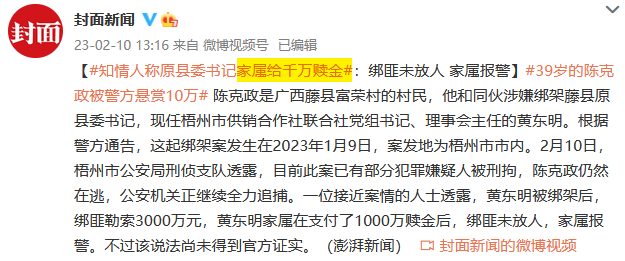 封面
封面新闻
23-02-10 13:16 来自 微博视频号 已编辑
【#知情人称原县委书记家属给千万赎金#：绑匪未放人 家属报警】#39岁的陈克
政被警方悬赏10万# 陈克政是广西藤县富荣村的村民，他和同伙涉嫌绑架藤县原
县委书记，现任梧州市供销合作社联合社党组书记、理事会主任的黄东明。根据
警方通告，这起绑架案发生在2023年1月9日，案发地为梧州市市内。2月10日，
梧州市公安局刑侦支队透露，目前此案已有部分犯罪嫌疑人被刑拘，陈克政仍然
在逃，公安机关正继续全力追捕。一位接近案情的人士透露，黄东明被绑架后，
绑匪勒索3000万元，黄东明家属在支付了1000万赎金后，绑匪未放人，家属报
警。不过该说法尚未得到官方证实。（澎湃新闻） 封面新闻的微博视频